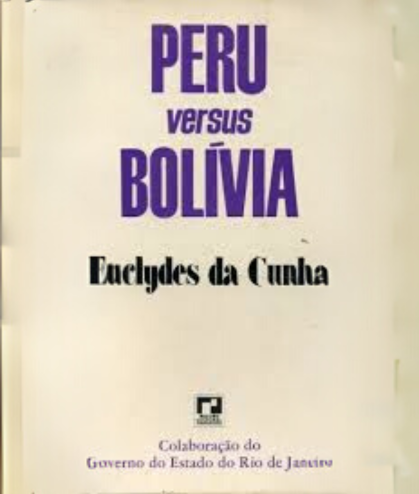 PERU
versus
BOLÍVIA
Euclydes da Cunha
Colaboração do
Governo do Estado do Rio de Janeiro